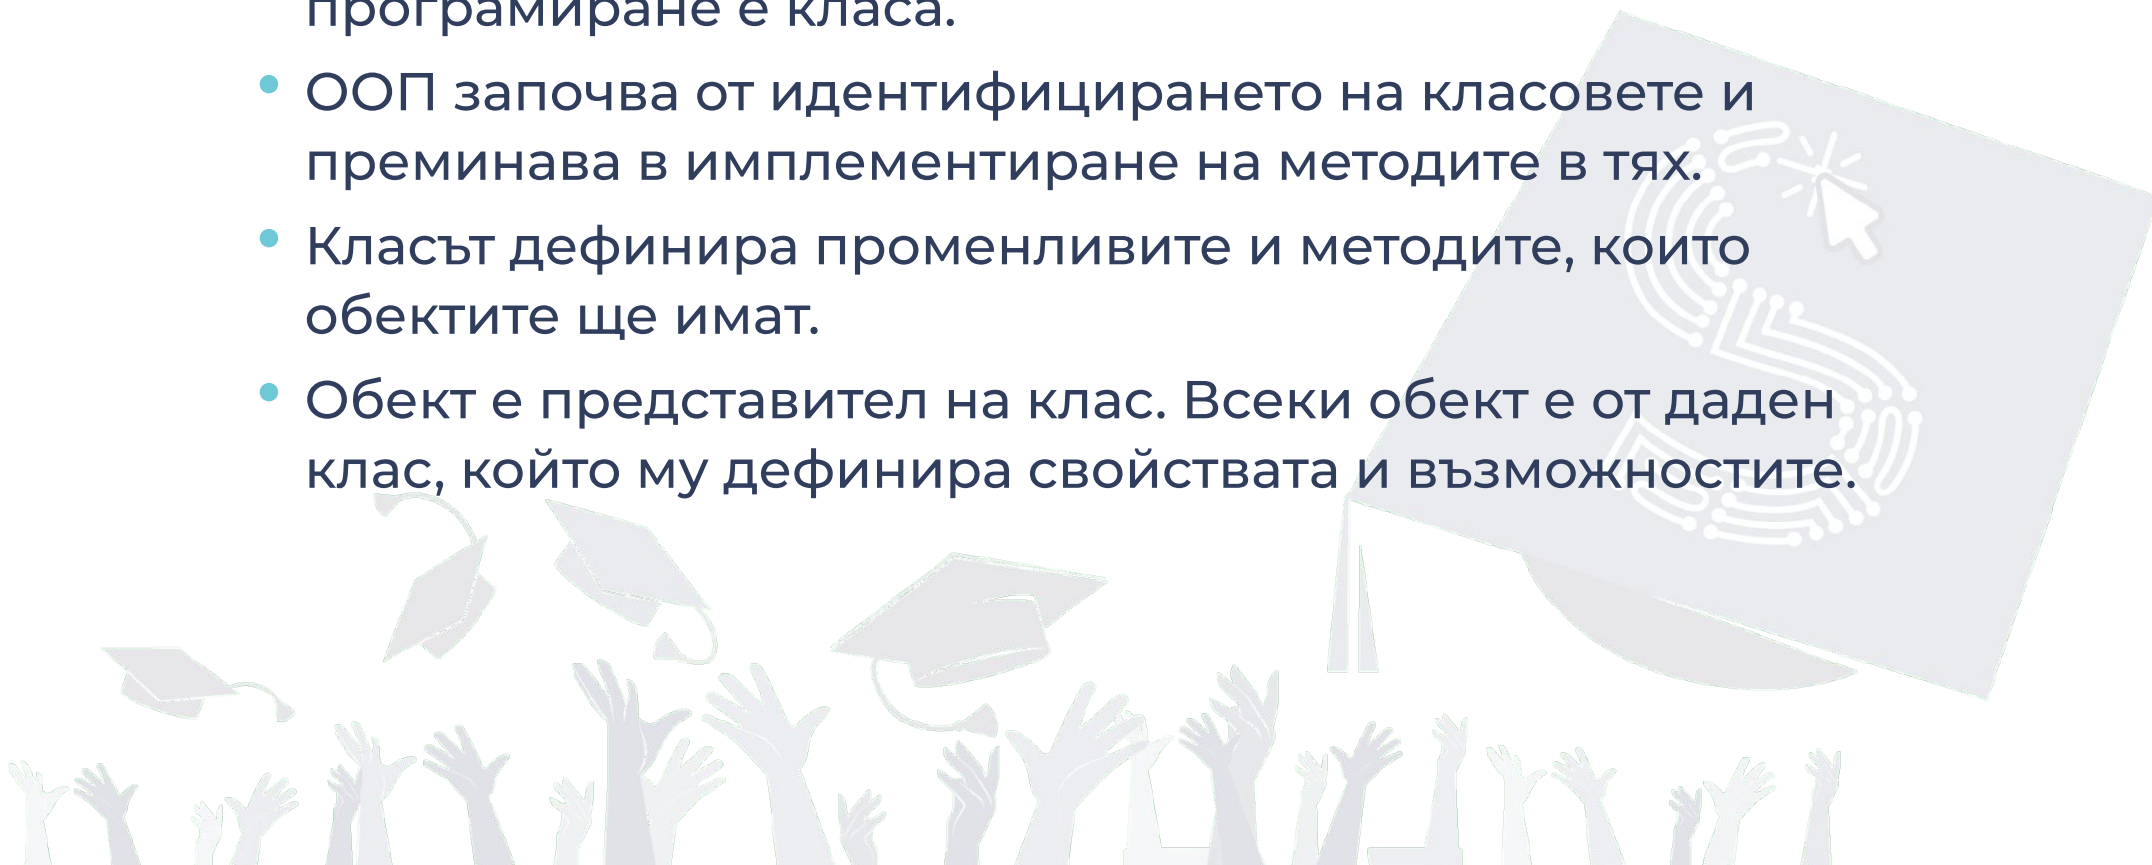 програмиране е класа.
• ООП започва от идентифицирането на класовете и
преминава в имплементиране на методите в тях.
• Класът дефинира променливите и методите, които
обектите ще имат.
• Обект е представител на клас. Всеки обект е от даден
клас, който му дефинира свойствата и възможностите.